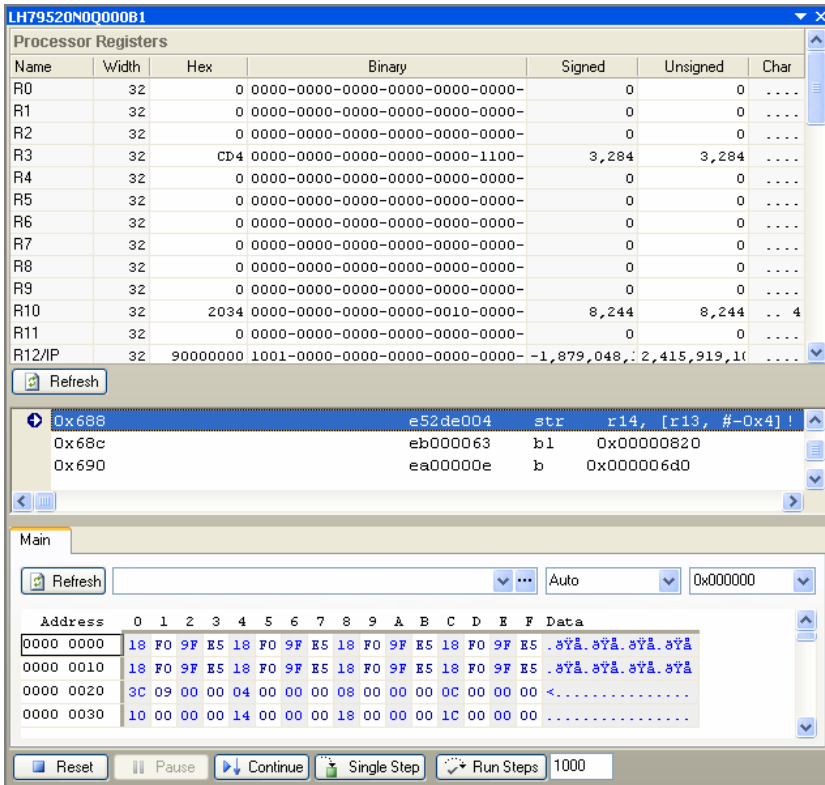 LH79520N0Q000B1
Processor Registers
Name Width Hex Binary Signed Unsigned Char
R0 32 0 0000-0000-0000-0000-0000- 0 0 ....
R1 32 0 0000-0000-0000-0000-0000- 0 0 ....
R2 32 0 0000-0000-0000-0000-0000- 0 0 ....
R3 32 CD4 0000-0000-0000-0000-1100- 3,284 3,284 ....
R4 32 0 0000-0000-0000-0000-0000- 0 0 ....
R5 32 0 0000-0000-0000-0000-0000- 0 0 ....
R6 32 0 0000-0000-0000-0000-0000- 0 0 ....
R7 32 0 0000-0000-0000-0000-0000- 0 0 ....
R8 32 0 0000-0000-0000-0000-0000- 0 0 ....
R9 32 0 0000-0000-0000-0000-0000- 0 0 ....
R10 32 2034 0000-0000-0000-0010-0000- 8,244 8,244 .. 4
R11 32 0 0000-0000-0000-0000-0000- 0 0 ....
R12/IP 32 90000000 1001-0000-0000-0000-0000- -1,879,048, 2,415,919,1 ....
Refresh
0x688 e52de004 str r14, [r13, #-0x4]!
0x68c eb000063 bl 0x00000820
0x690 ea00000e b 0x000006d0
Main
Refresh ... Auto 0x000000
Address 0 1 2 3 4 5 6 7 8 9 A B C D E F Data
0000 0000 18 F0 9F E5 18 F0 9F E5 18 F0 9F E5 18 F0 9F E5 .ðŸå.ðŸå.ðŸå.ðŸå
0000 0010 18 F0 9F E5 18 F0 9F E5 18 F0 9F E5 18 F0 9F E5 .ðŸå.ðŸå.ðŸå.ðŸå
0000 0020 3C 09 00 00 04 00 00 00 08 00 00 00 0C 00 00 00 <...............
0000 0030 10 00 00 00 14 00 00 00 18 00 00 00 1C 00 00 00 ................
Reset Pause Continue Single Step Run Steps 1000